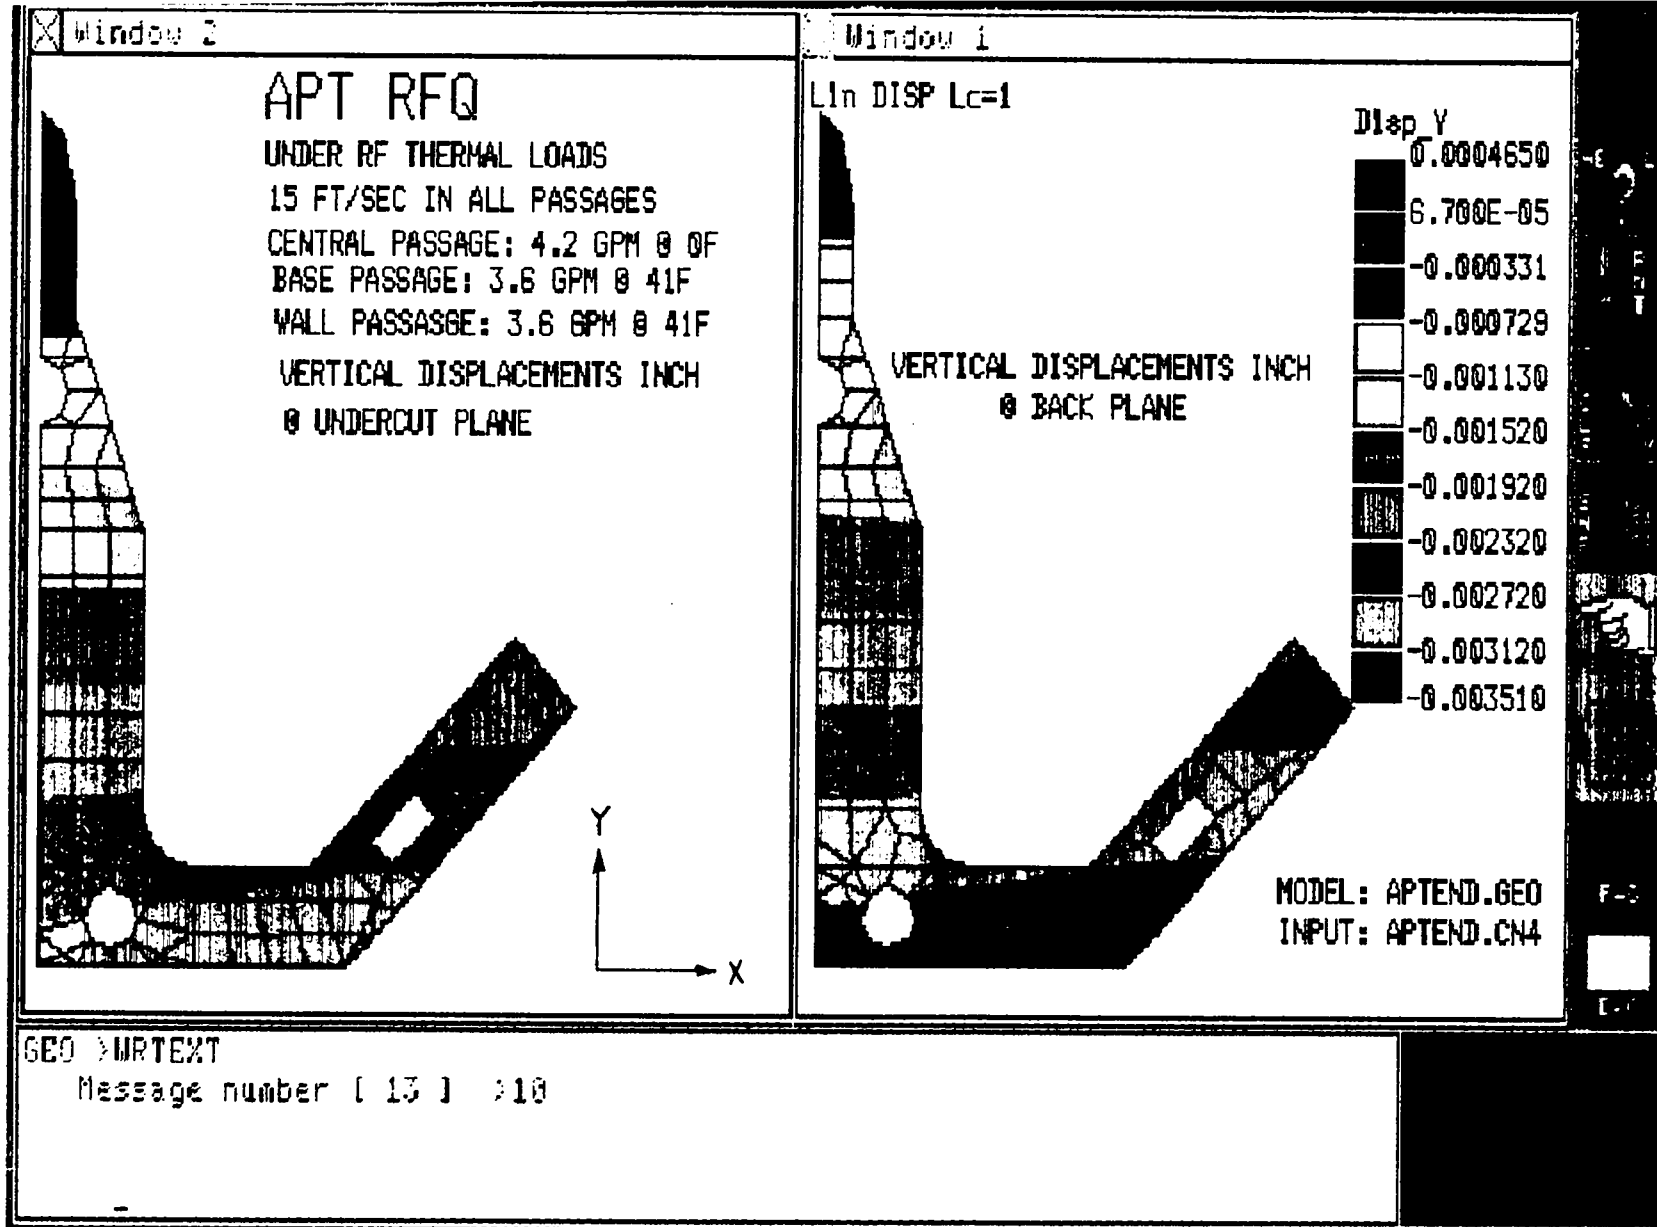 Window 2
APT RFQ
UNDER RF THERMAL LOADS
15 FT/SEC IN ALL PASSAGES
CENTRAL PASSAGE: 4.2 GPM @ 0F
BASE PASSAGE: 3.6 GPM @ 41F
WALL PASSASGE: 3.6 GPM @ 41F
VERTICAL DISPLACEMENTS INCH
@ UNDERCUT PLANE
Y
X
Window 1
Lin DISP Lc=1
Disp_Y
0.0004650
6.700E-05
-0.000331
-0.000729
-0.001130
-0.001520
-0.001920
-0.002320
-0.002720
-0.003120
-0.003510
VERTICAL DISPLACEMENTS INCH
@ BACK PLANE
MODEL: APTEND.GEO
INPUT: APTEND.CN4
GEO >WRTEXT
Message number [ 13 ] >10